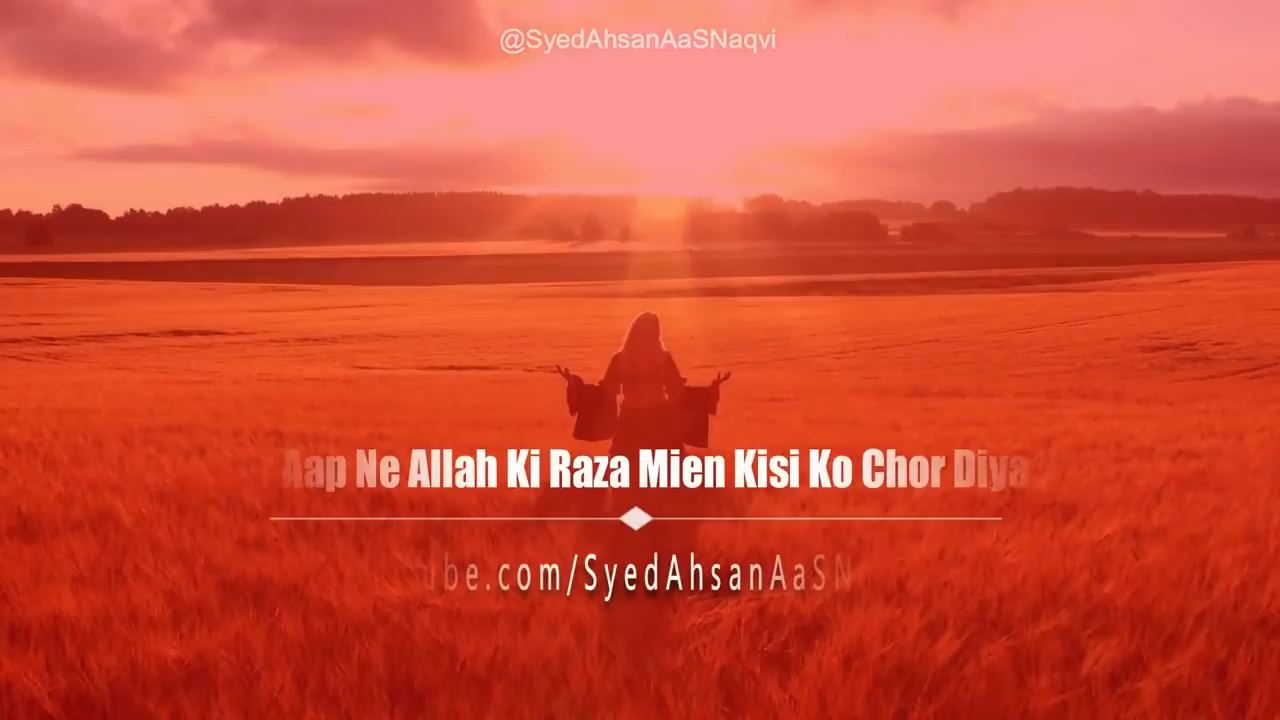 @SyedAhsanAaSNaqvi
Aap Ne Allah Ki Raza Mien Kisi Ko Chor Diya
ube.com/SyedAhsanAaSN